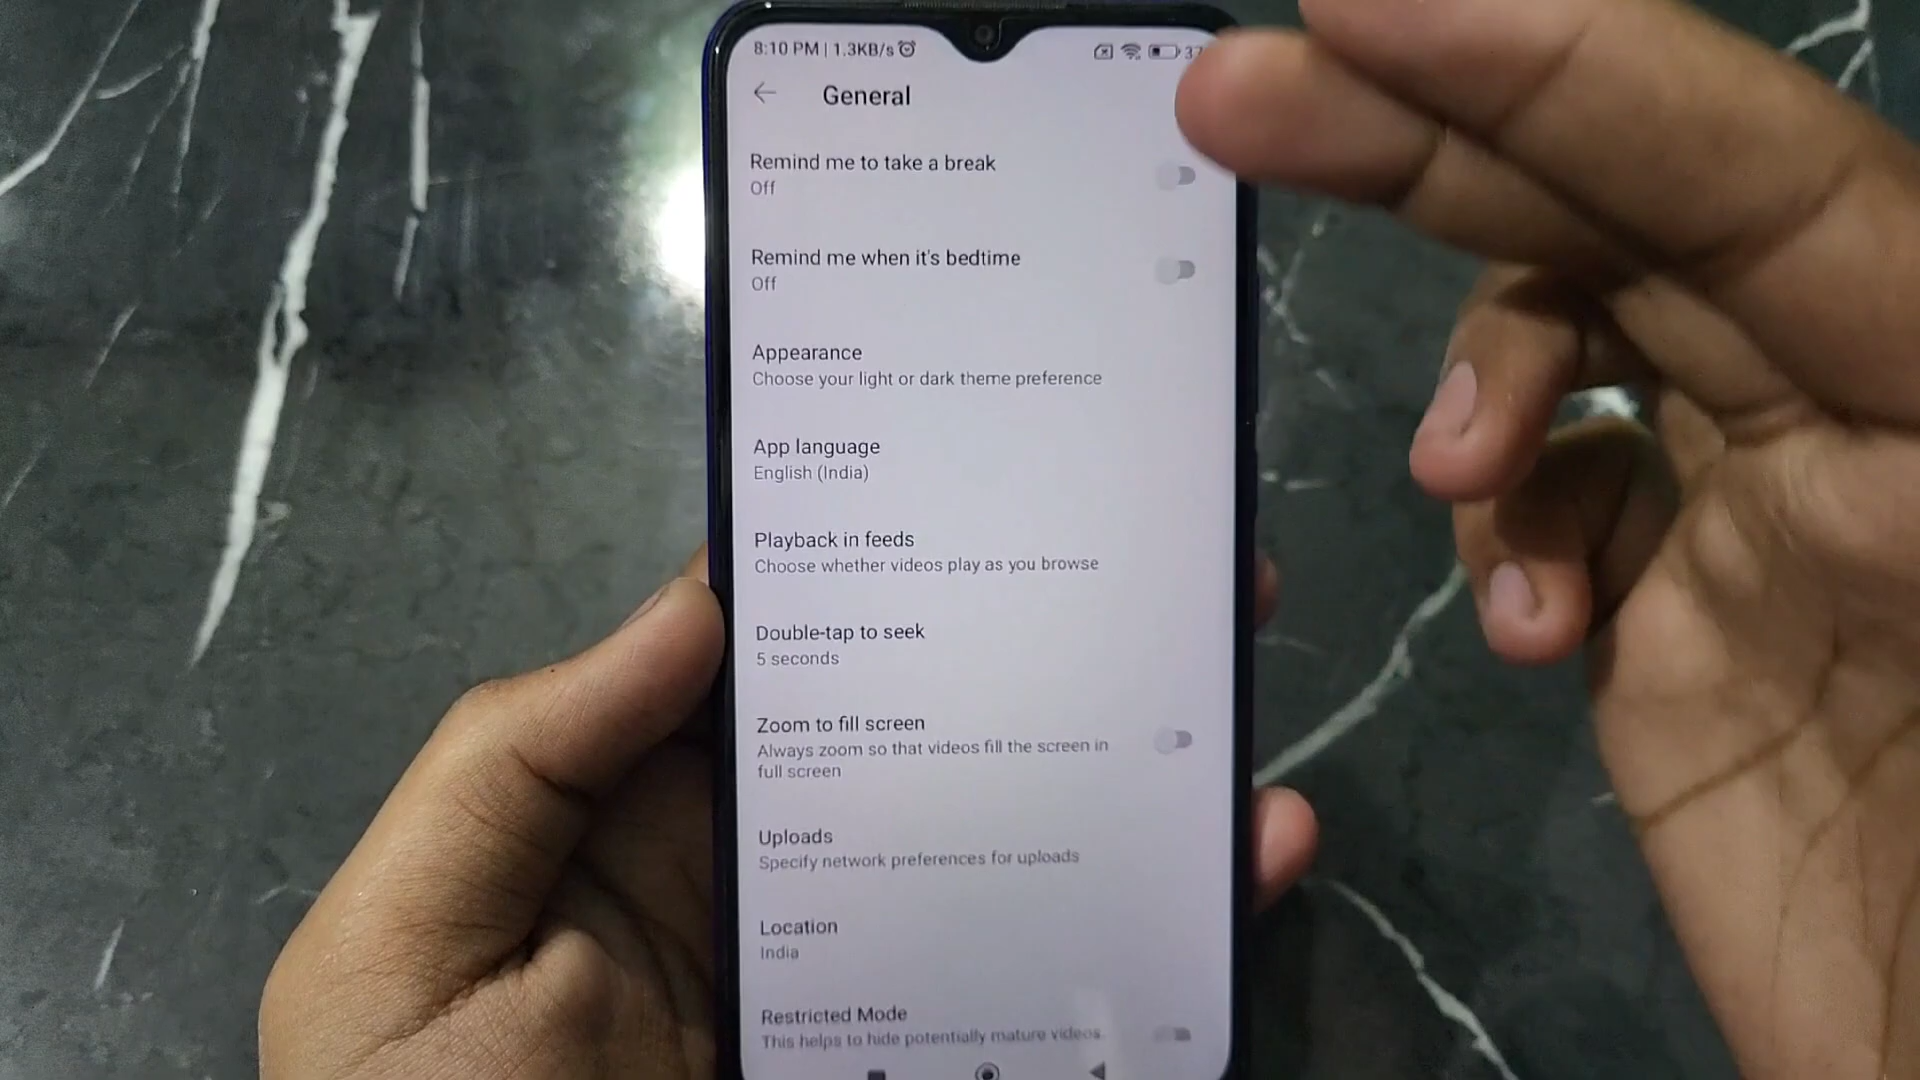 8:10 PM | 1.3KB/s
General
Remind me to take a break
Off
Remind me when it's bedtime
Off
Appearance
Choose your light or dark theme preference
App language
English (India)
Playback in feeds
Choose whether videos play as you browse
Double-tap to seek
5 seconds
Zoom to fill screen
Always zoom so that videos fill the screen in
full screen
Uploads
Specify network preferences for uploads
Location
India
Restricted Mode
This helps to hide potentially mature videos.